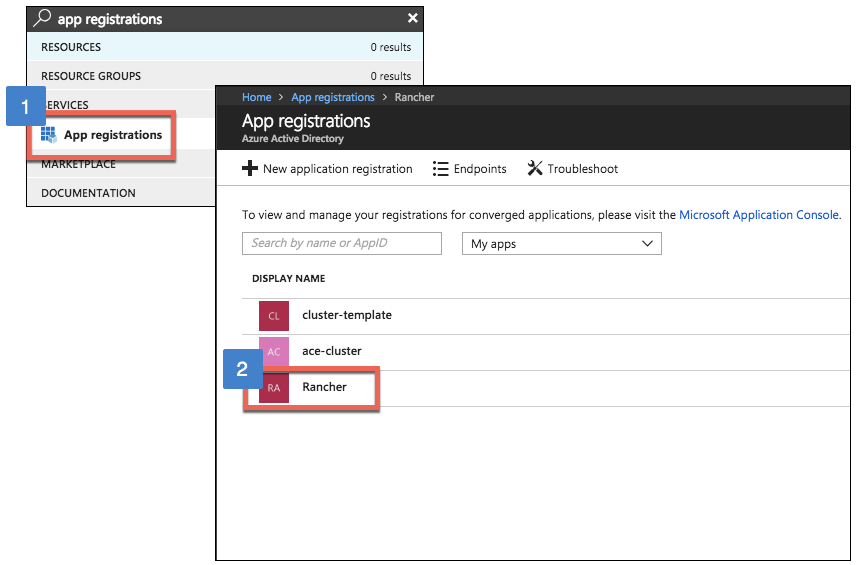 app registrations
RESOURCES 0 results
RESOURCE GROUPS 0 results
1
SERVICES
App registrations
MARKETPLACE
DOCUMENTATION
Home > App registrations > Rancher
App registrations
Azure Active Directory
New application registration Endpoints Troubleshoot
To view and manage your registrations for converged applications, please visit the Microsoft Application Console.
Search by name or AppID My apps
DISPLAY NAME
CL cluster-template
AC ace-cluster
2
RA Rancher